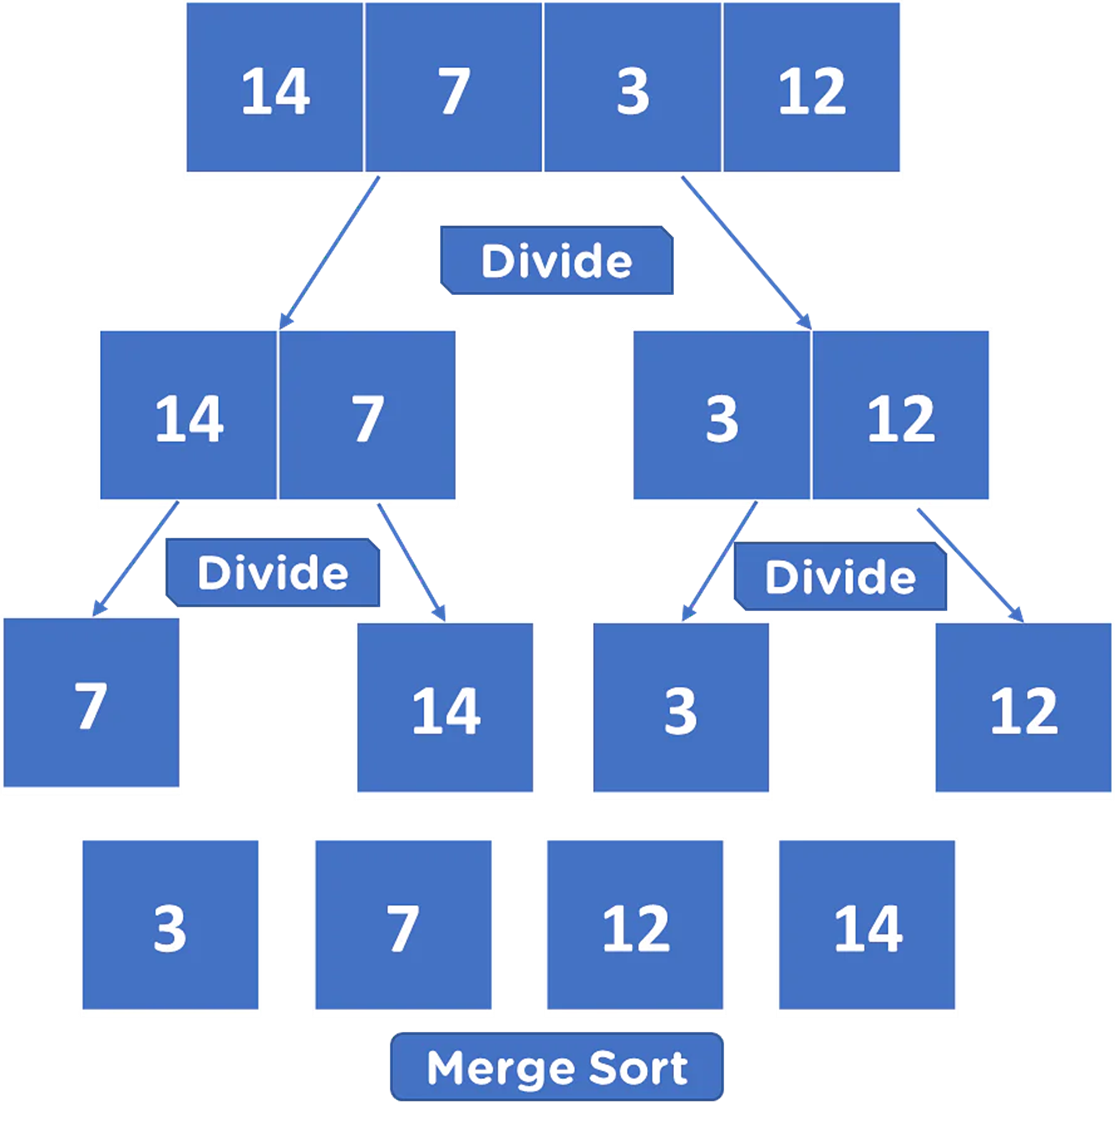 14 7 3 12
Divide
14 7 3 12
Divide Divide
7 14 3 12
3 7 12 14
Merge Sort